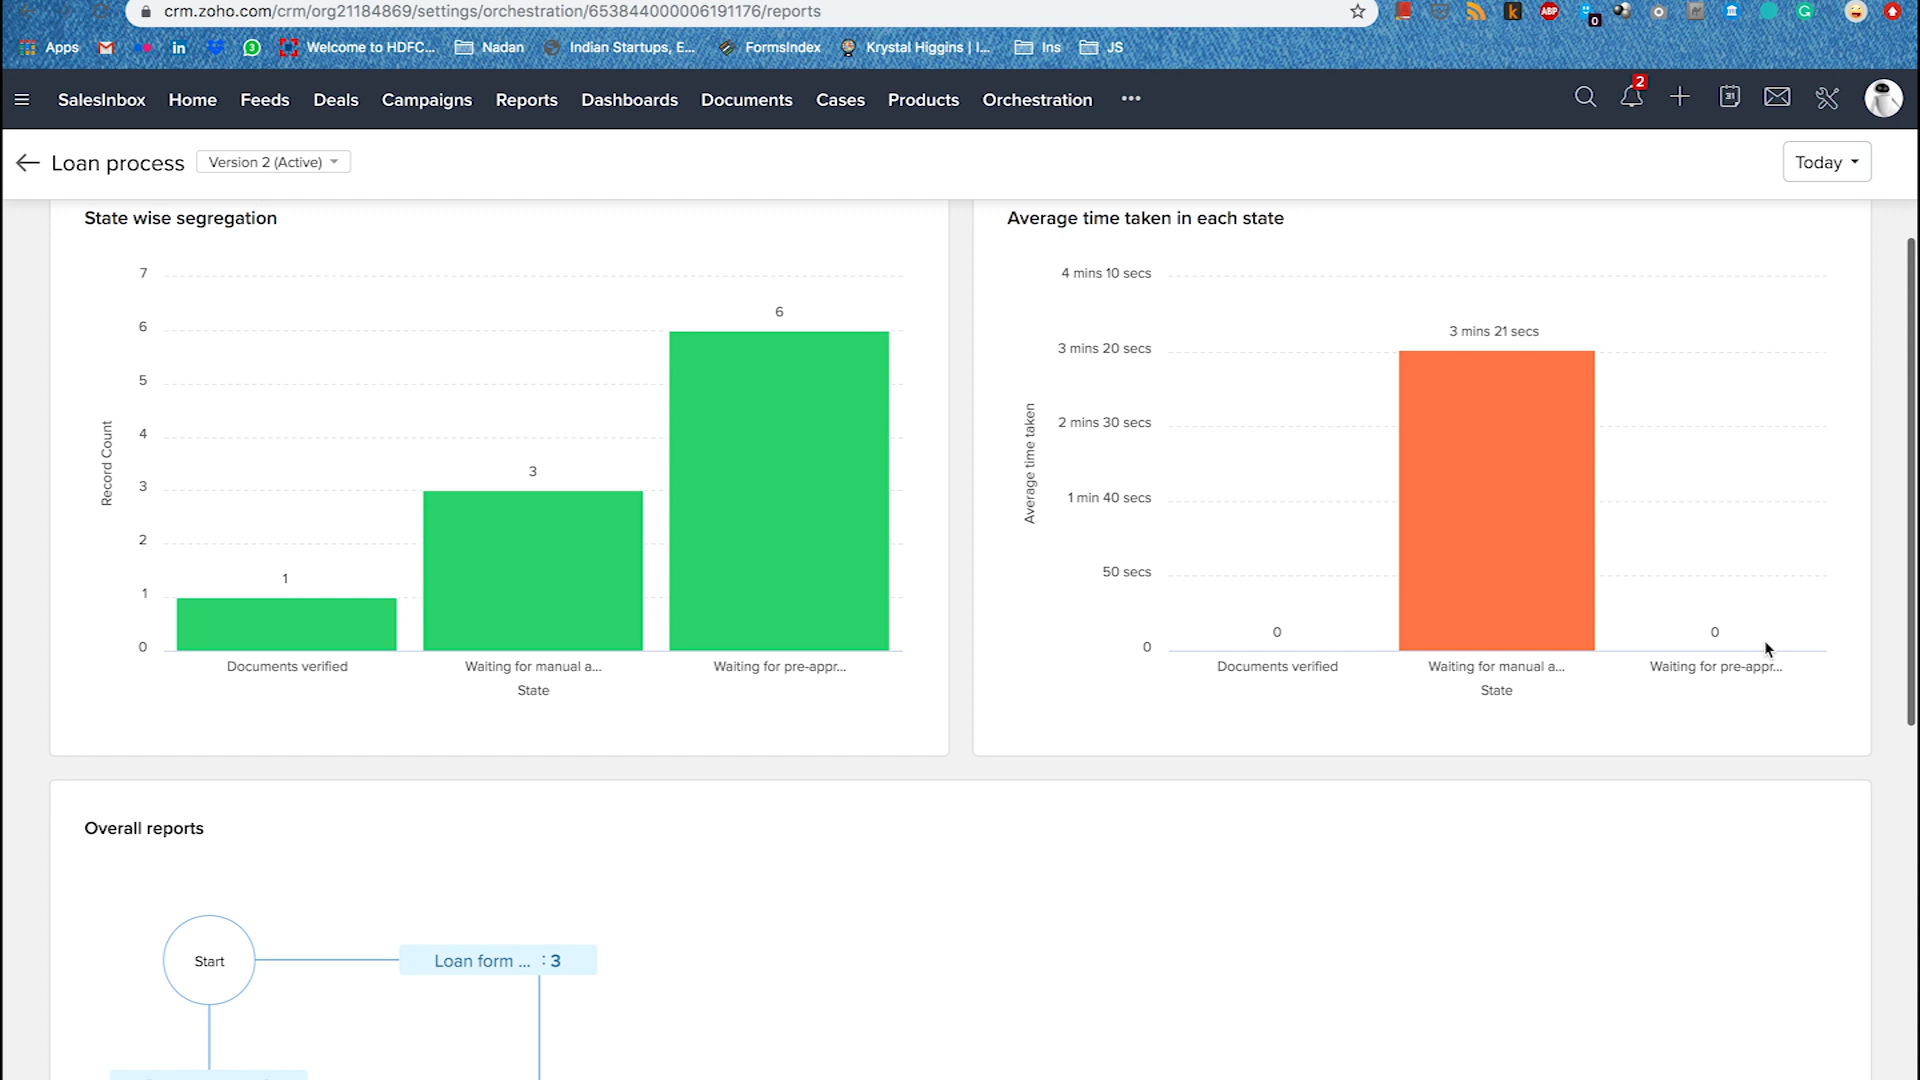 crm.zoho.com/crm/org21184869/settings/orchestration/653844000006191176/reports
ABP
0
G
Apps
M
in
3
Welcome to HDFC...
Nadan
Indian Startups, E...
FormsIndex
Krystal Higgins | I...
Ins
JS
SalesInbox
Home
Feeds
Deals
Campaigns
Reports
Dashboards
Documents
Cases
Products
Orchestration
•••
2
31
Loan process
Version 2 (Active)
Today
State wise segregation
7
6
5
4
3
2
1
0
Record Count
1
3
6
Documents verified
Waiting for manual a...
Waiting for pre-appr...
State
Average time taken in each state
4 mins 10 secs
3 mins 20 secs
2 mins 30 secs
1 min 40 secs
50 secs
0
Average time taken
0
3 mins 21 secs
0
Documents verified
Waiting for manual a...
Waiting for pre-appr...
State
Overall reports
Start
Loan form ... : 3